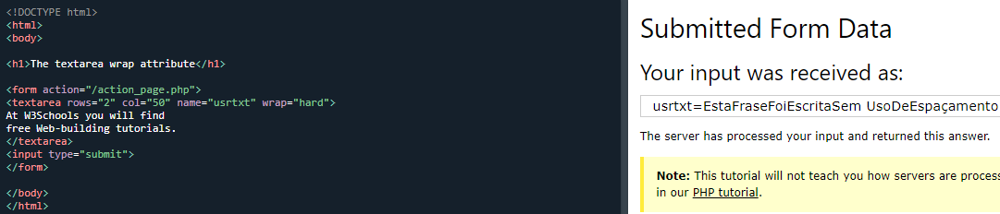 <!DOCTYPE html>
<html>
<body>
<h1>The textarea wrap attribute</h1>
<form action="/action_page.php">
<textarea rows="2" col="50" name="usrtxt" wrap="hard">
At W3Schools you will find
free Web-building tutorials.
</textarea>
<input type="submit">
</form>
</body>
</html>
Submitted Form Data
Your input was received as:
usrtxt=EstaFraseFoiEscritaSem UsoDeEspaçamento
The server has processed your input and returned this answer.
Note: This tutorial will not teach you how servers are process
in our PHP tutorial.